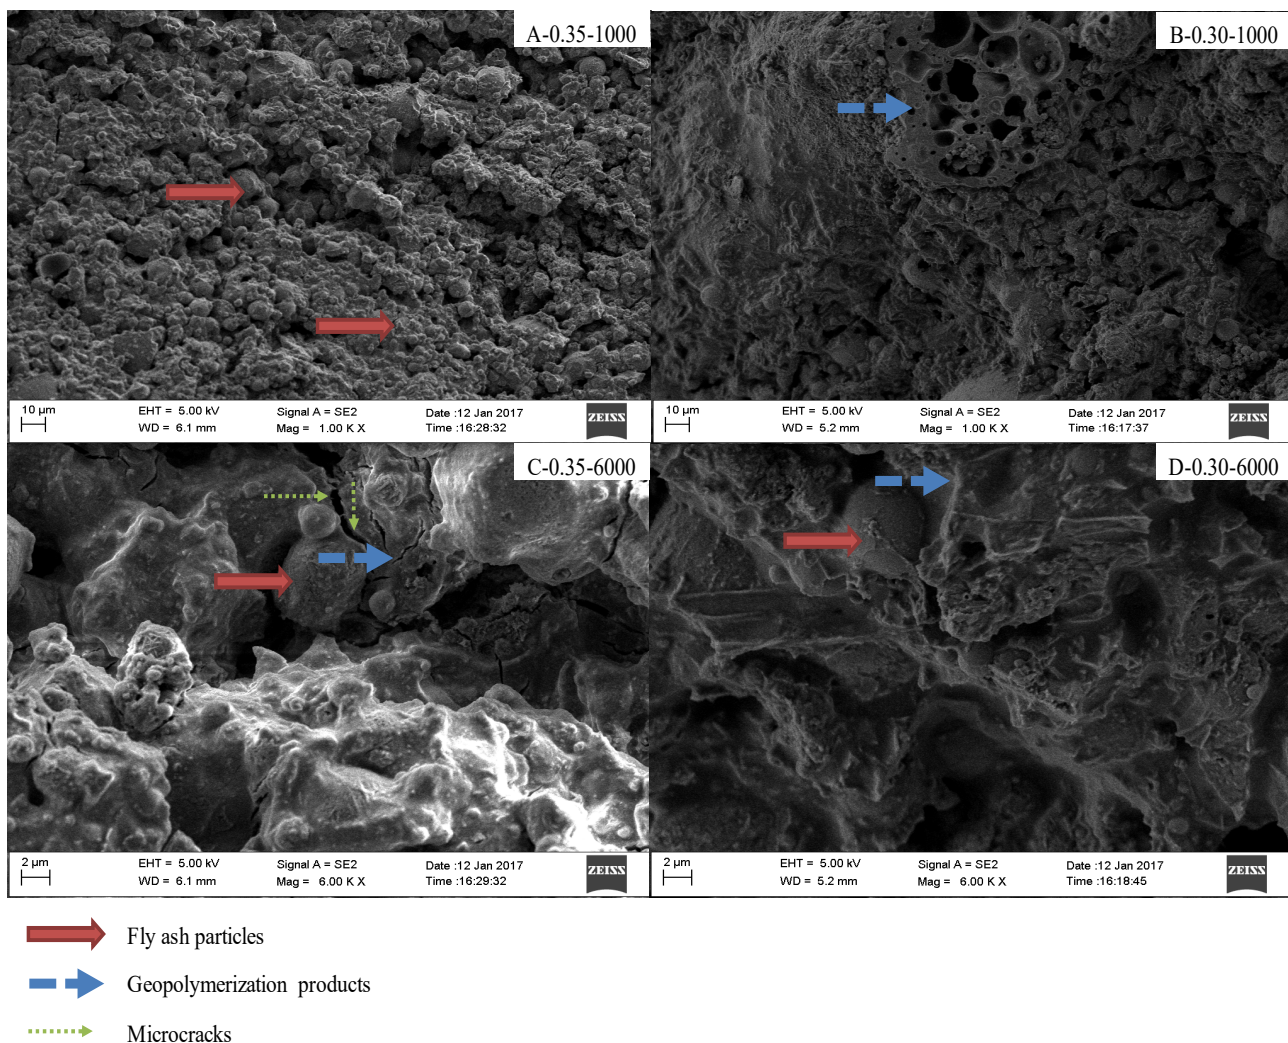 A-0.35-1000
B-0.30-1000
10 µm
EHT = 5.00 kV
Signal A = SE2
Date :12 Jan 2017
ZEISS
WD = 6.1 mm
Mag = 1.00 K X
Time :16:28:32
10 µm
EHT = 5.00 kV
Signal A = SE2
Date :12 Jan 2017
ZEISS
WD = 5.2 mm
Mag = 1.00 K X
Time :16:17:37
C-0.35-6000
D-0.30-6000
2 µm
EHT = 5.00 kV
Signal A = SE2
Date :12 Jan 2017
ZEISS
WD = 6.1 mm
Mag = 6.00 K X
Time :16:29:32
2 µm
EHT = 5.00 kV
Signal A = SE2
Date :12 Jan 2017
ZEISS
WD = 5.2 mm
Mag = 6.00 K X
Time :16:18:45
Fly ash particles
Geopolymerization products
Microcracks